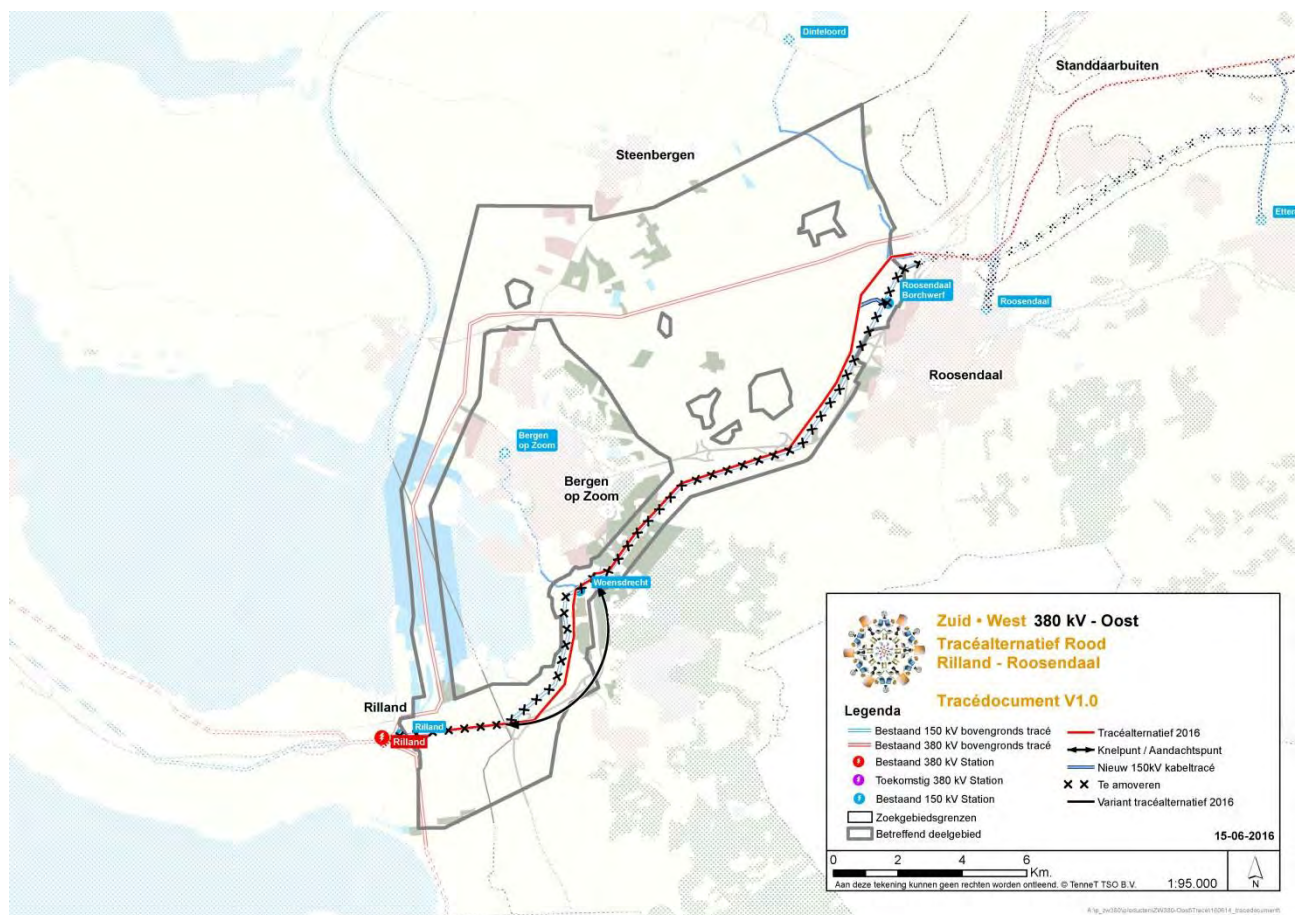 Dinteloord
Standdaarbuiten
Steenbergen
Etten
Roosendaal
Borchwerf
Roosendaal
Roosendaal
Bergen
op Zoom
Bergen
op Zoom
Woensdrecht
Rilland
Rilland
Rilland
Zuid • West 380 kV - Oost
Tracéalternatief Rood
Rilland - Roosendaal
Tracédocument V1.0
Legenda
Bestaand 150 kV bovengronds tracé
Bestaand 380 kV bovengronds tracé
Bestaand 380 kV Station
Toekomstig 380 kV Station
Bestaand 150 kV Station
Zoekgebiedsgrenzen
Betreffend deelgebied
Tracéalternatief 2016
Knelpunt / Aandachtspunt
Nieuw 150kV kabeltracé
Te amoveren
Variant tracéalternatief 2016
15-06-2016
0 2 4 6
Km.
Aan deze tekening kunnen geen rechten worden ontleend. © TenneT TSO B.V.
1:95.000
N